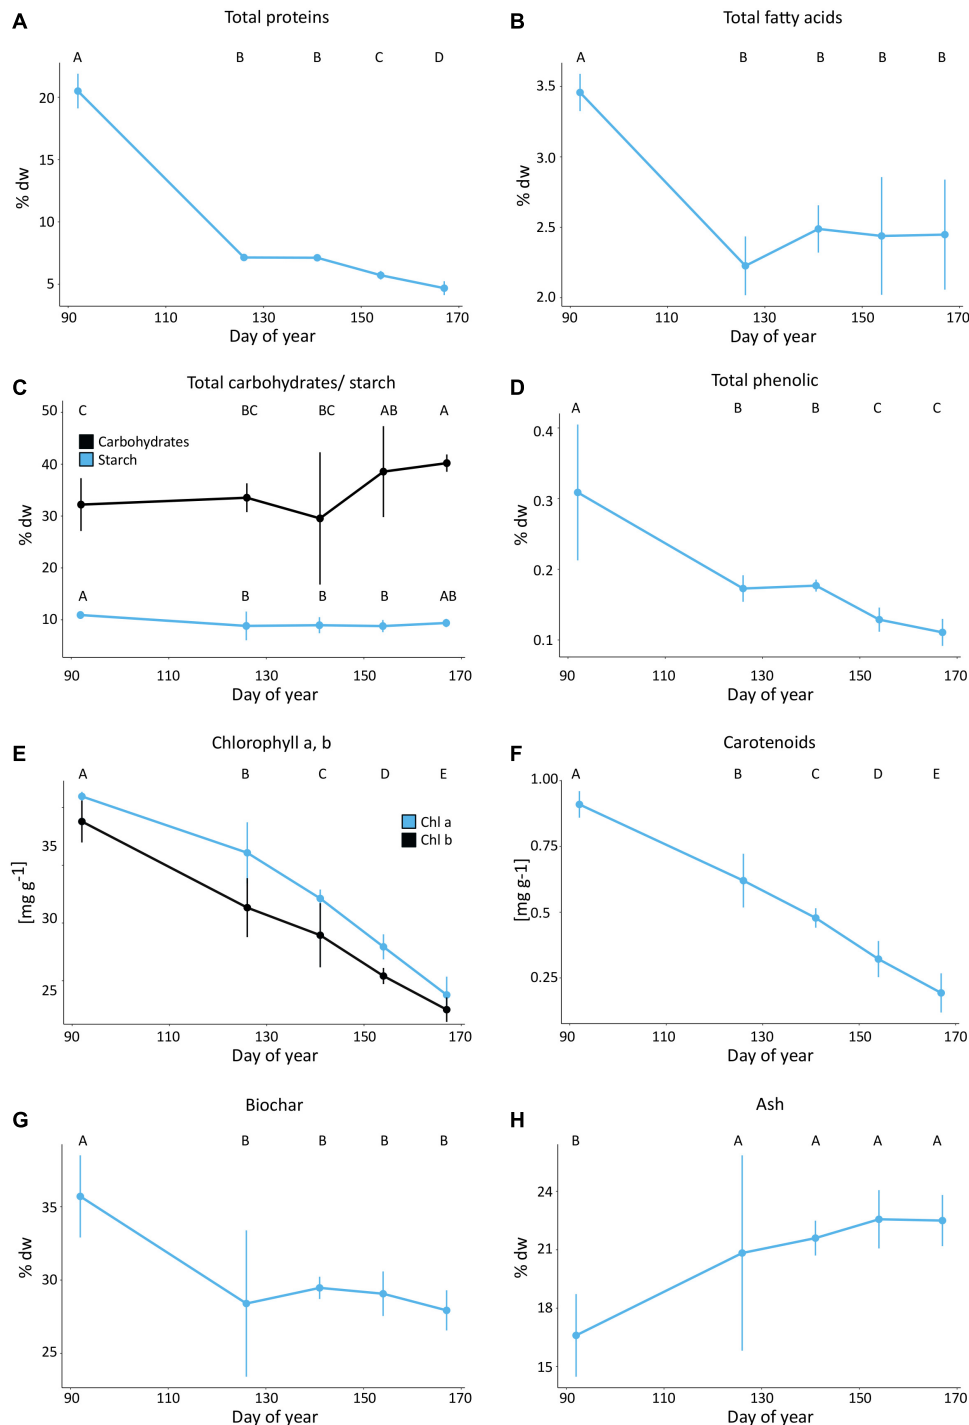 A Total proteins
A B B C D
20
15
10
5
% dw
90 110 130 150 170
Day of year
B Total fatty acids
A B B B B
3.5
3.0
2.5
2.0
% dw
90 110 130 150 170
Day of year
C Total carbohydrates/ starch
C BC BC AB A
50
40
30
20
10
Carbohydrates
Starch
A B B B AB
% dw
90 110 130 150 170
Day of year
D Total phenolic
A B B C C
0.4
0.3
0.2
0.1
% dw
90 110 130 150 170
Day of year
E Chlorophyll a, b
A B C D E
Chl a
Chl b
35
30
25
[mg g-1]
90 110 130 150 170
Day of year
F Carotenoids
A B C D E
1.00
0.75
0.5
0.25
[mg g-1]
90 110 130 150 170
Day of year
G Biochar
A B B B B
35
30
25
% dw
90 110 130 150 170
Day of year
H Ash
B A A A A
24
21
18
15
% dw
90 110 130 150 170
Day of year